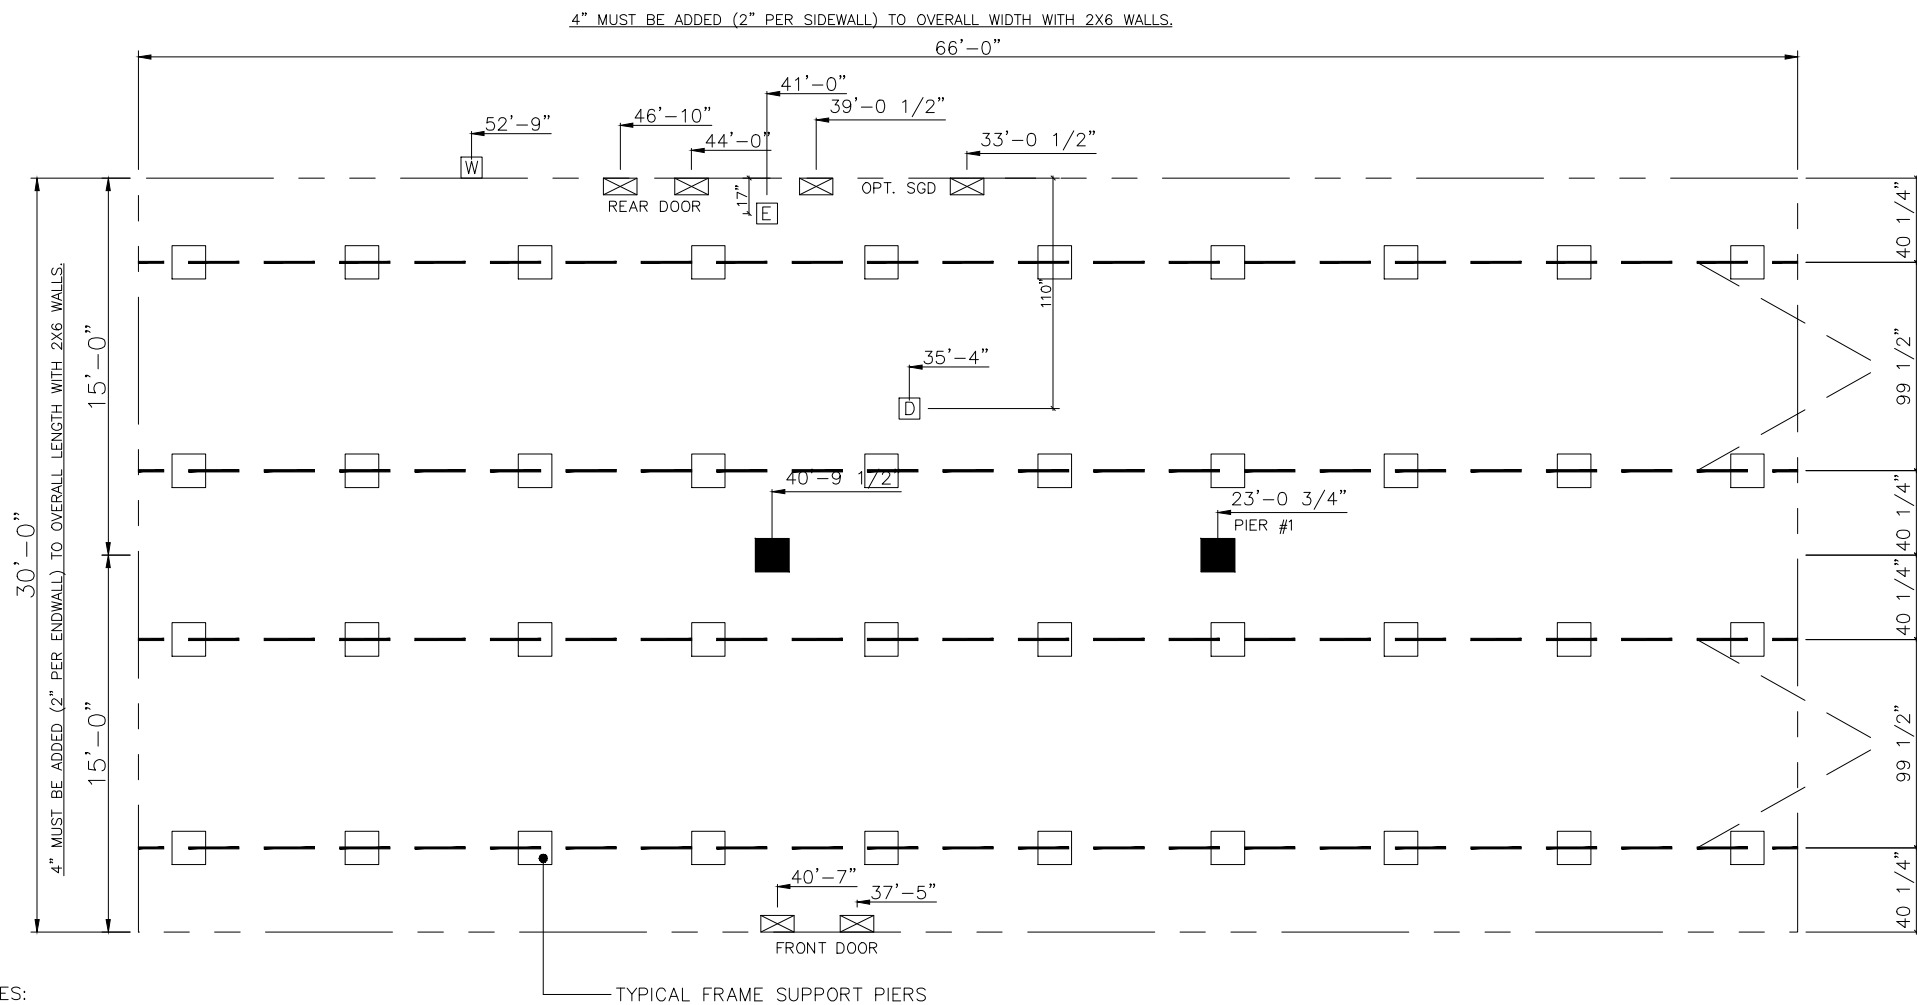 4” MUST BE ADDED (2” PER SIDEWALL) TO OVERALL WIDTH WITH 2X6 WALLS.
66'-0”
41'-0”
39'-0 1/2”
46'-10”
52'-9”
44'-0”
33'-0 1/2”
W
OPT. SGD
REAR DOOR
17”
E
40 1/4”
110”
99 1/2”
15'-0”
35'-4”
D
4” MUST BE ADDED (2” PER ENDWALL) TO OVERALL LENGTH WITH 2X6 WALLS.
40'-9 1/2”
23'-0 3/4”
PIER #1
40 1/4”
30'-0”
40 1/4”
15'-0”
99 1/2”
40'-7”
37'-5”
40 1/4”
FRONT DOOR
ES:
TYPICAL FRAME SUPPORT PIERS